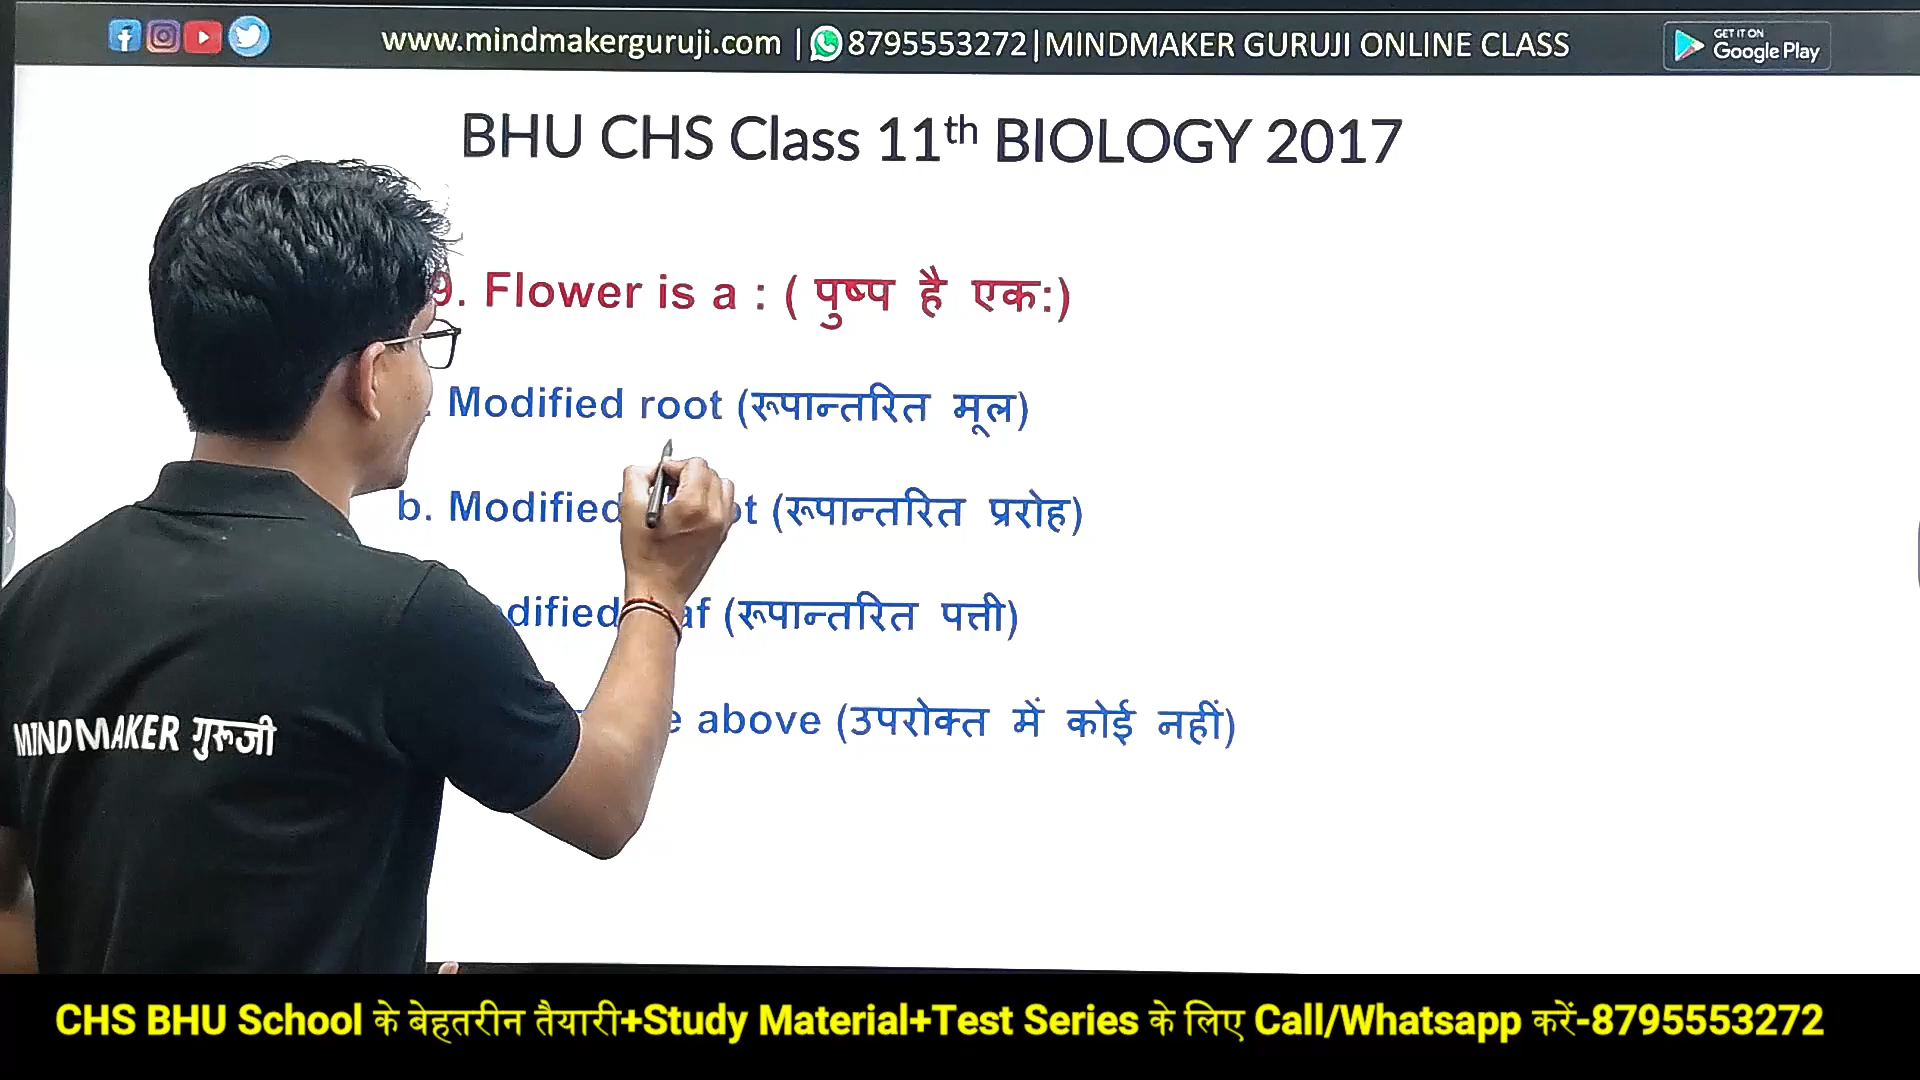 www.mindmakerguruji.com | 8795553272|MINDMAKER GURUJI ONLINE CLASS
GET IT ON
Google Play
BHU CHS Class 11th BIOLOGY 2017
9. Flower is a : ( पुष्प है एक:)
. Modified root (रूपान्तरित मूल)
b. Modified (रूपान्तरित प्ररोह)
(रूपान्तरित पत्ती)
above (उपरोक्त में कोई नहीं)
MINDMAKER गुरूजी
CHS BHU School के बेहतरीन तैयारी+Study Material+Test Series के लिए Call/Whatsapp करें-8795553272